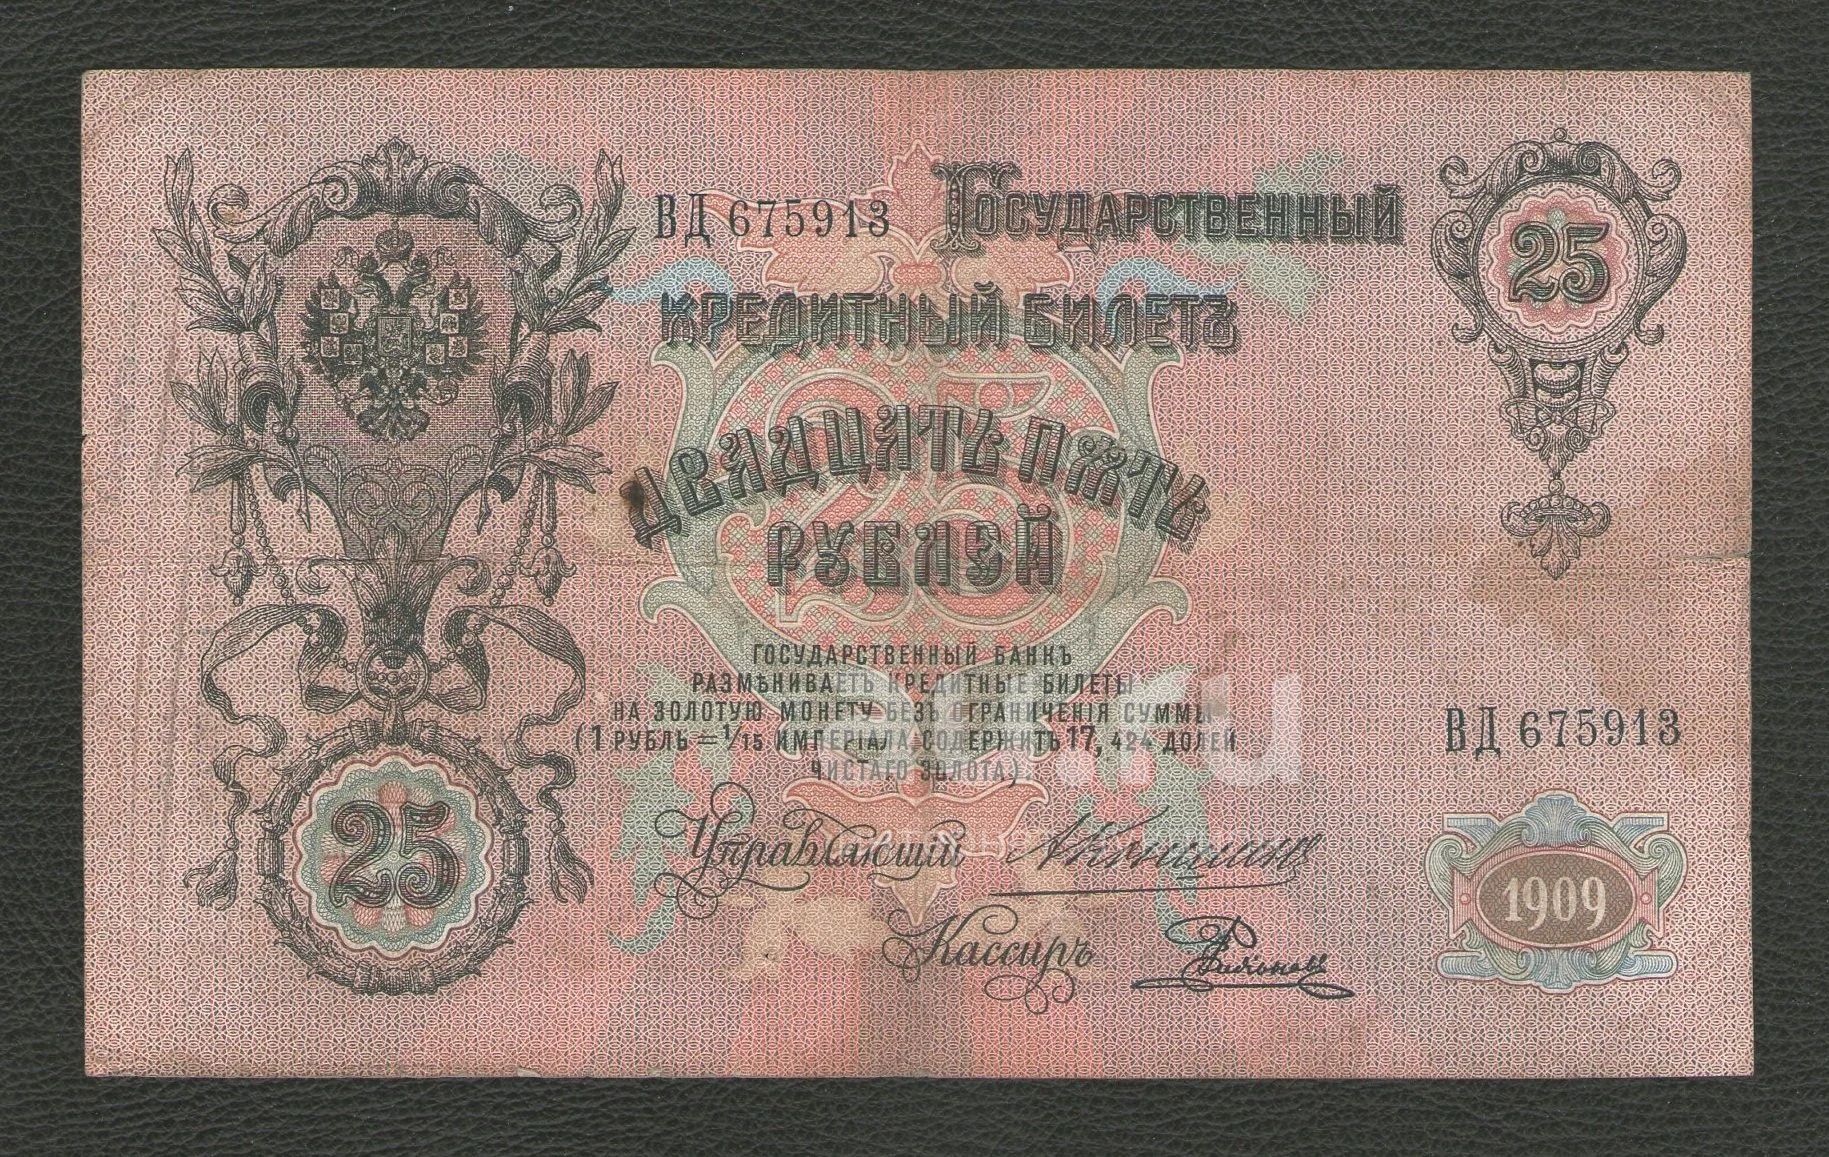 ВД 675913 Государственный
25
кредитный билетъ
двадцать пять
рублей
государственный банкъ
размѣниваетъ кредитные билеты
на золотую монету безъ ограниченія суммы
(1 рубль = 1/15 имперіала, содержитъ 17,424 долей
чистаго золота).
ВД 675913
25
Управляющій
Кассиръ
1909
.ru